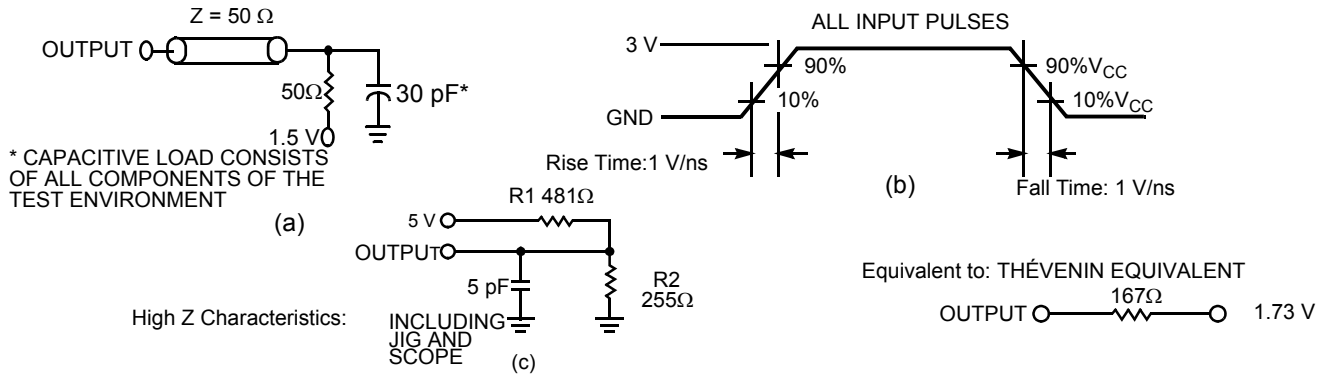 Z = 50 Ω
OUTPUT
50Ω
30 pF*
1.5 V
* CAPACITIVE LOAD CONSISTS
OF ALL COMPONENTS OF THE
TEST ENVIRONMENT
(a)
ALL INPUT PULSES
3 V
90%
10%
GND
90%VCC
10%VCC
Rise Time:1 V/ns
(b)
Fall Time: 1 V/ns
R1 481Ω
5 V
OUTPUT
5 pF
R2
255Ω
High Z Characteristics:
INCLUDING
JIG AND
SCOPE
(c)
Equivalent to: THÉVENIN EQUIVALENT
167Ω
OUTPUT
1.73 V